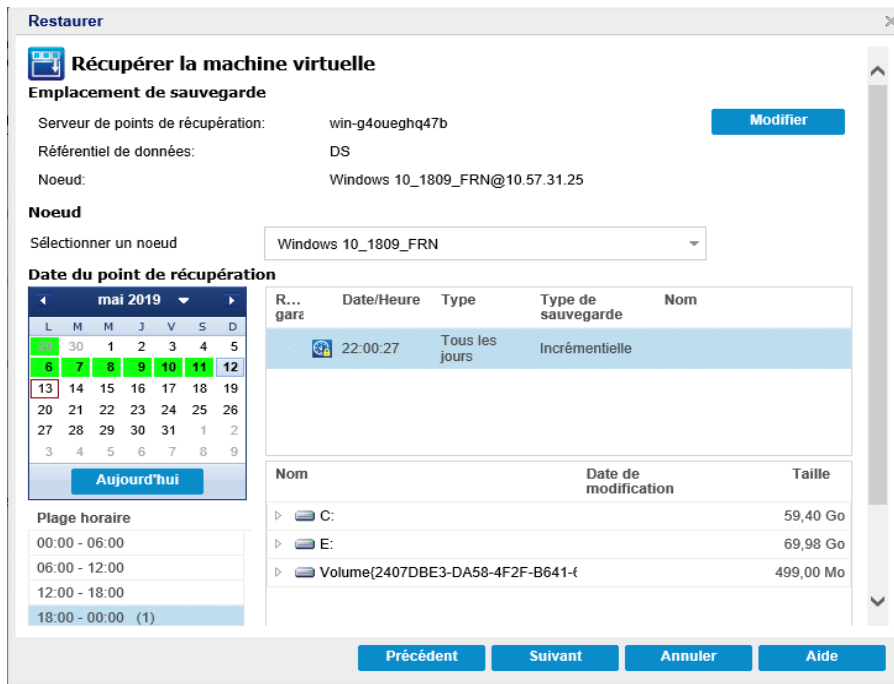 Restaurer
Récupérer la machine virtuelle
Emplacement de sauvegarde
Serveur de points de récupération: win-g4oueghq47b Modifier
Référentiel de données: DS
Noeud: Windows 10_1809_FRN@10.57.31.25
Noeud
Sélectionner un noeud Windows 10_1809_FRN
Date du point de récupération
mai 2019
L M M J V S D
29 30 1 2 3 4 5
6 7 8 9 10 11 12
13 14 15 16 17 18 19
20 21 22 23 24 25 26
27 28 29 30 31 1 2
3 4 5 6 7 8 9
Aujourd'hui
Plage horaire
00:00 - 06:00
06:00 - 12:00
12:00 - 18:00
18:00 - 00:00 (1)
R... gara Date/Heure Type Type de sauvegarde Nom
22:00:27 Tous les jours Incrémentielle
Nom Date de modification Taille
C: 59,40 Go
E: 69,98 Go
Volume{2407DBE3-DA58-4F2F-B641-6 499,00 Mo
Précédent Suivant Annuler Aide